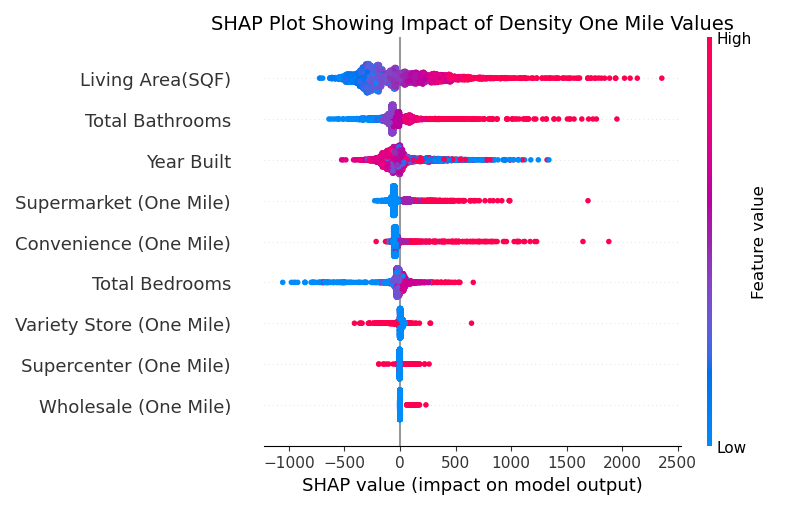 SHAP Plot Showing Impact of Density One Mile Values
High
Living Area(SQF)
Total Bathrooms
Year Built
Supermarket (One Mile)
Convenience (One Mile)
Total Bedrooms
Variety Store (One Mile)
Supercenter (One Mile)
Wholesale (One Mile)
Feature value
Low
−1000 −500 0 500 1000 1500 2000 2500
SHAP value (impact on model output)